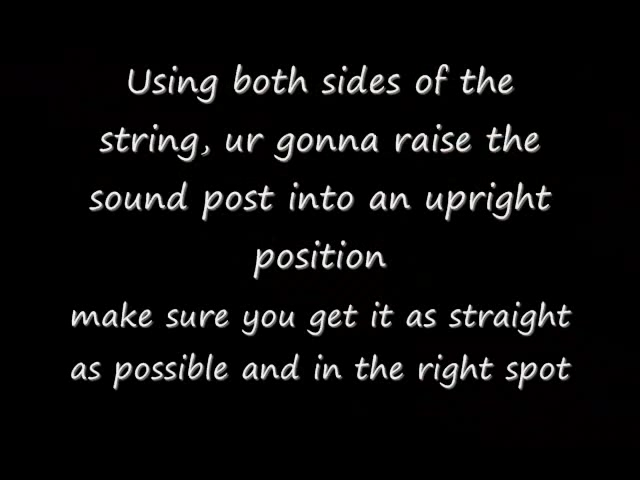 Using both sides of the
string, ur gonna raise the
sound post into an upright
position
make sure you get it as straight
as possible and in the right spot